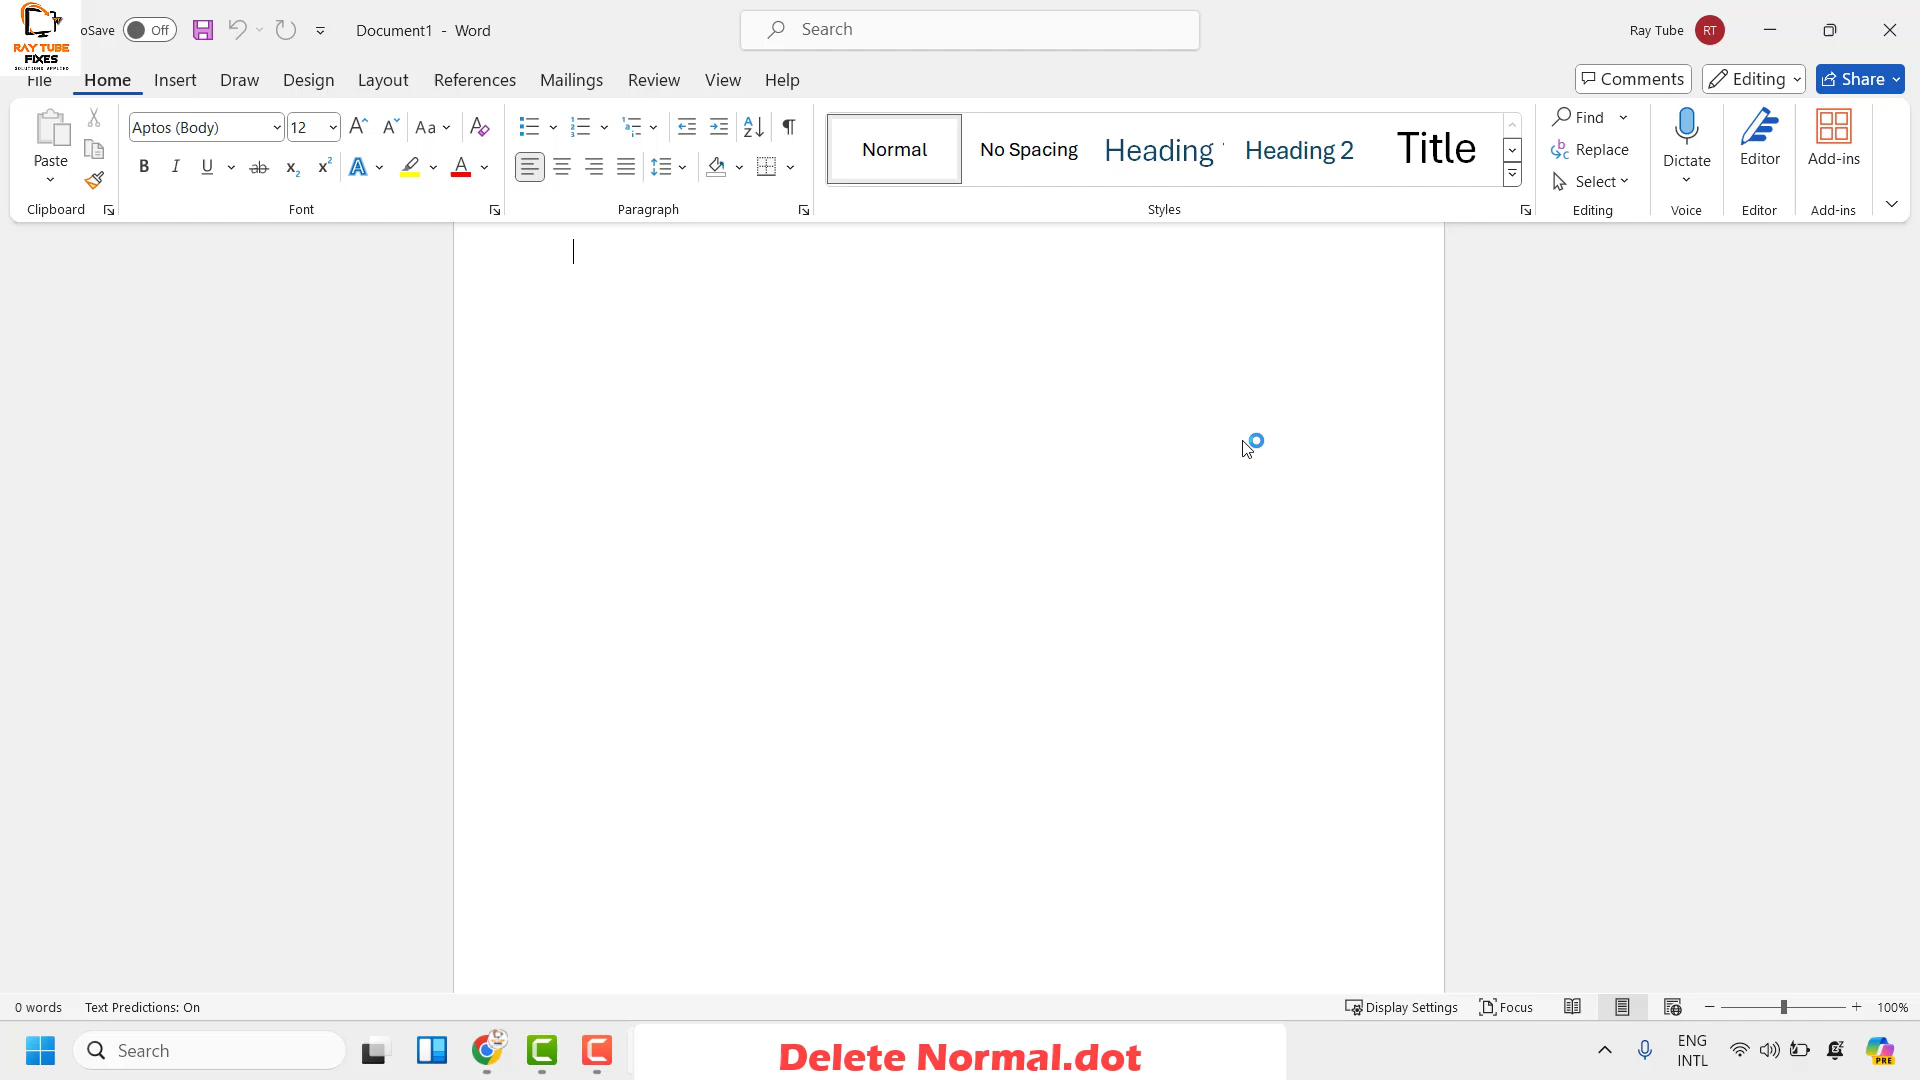 RAY TUBE
FIXES
SOLUTIONS APPLIED
oSave Off Document1 - Word Search Ray Tube RT
File Home Insert Draw Design Layout References Mailings Review View Help Comments Editing Share
Paste Aptos (Body) 12 Aa Normal No Spacing Heading Heading 2 Title Find Replace Select Dictate Editor Add-ins
Clipboard Font Paragraph Styles Editing Voice Editor Add-ins
0 words Text Predictions: On Display Settings Focus 100%
Search ENG
INTL
PRE
Delete Normal.dot